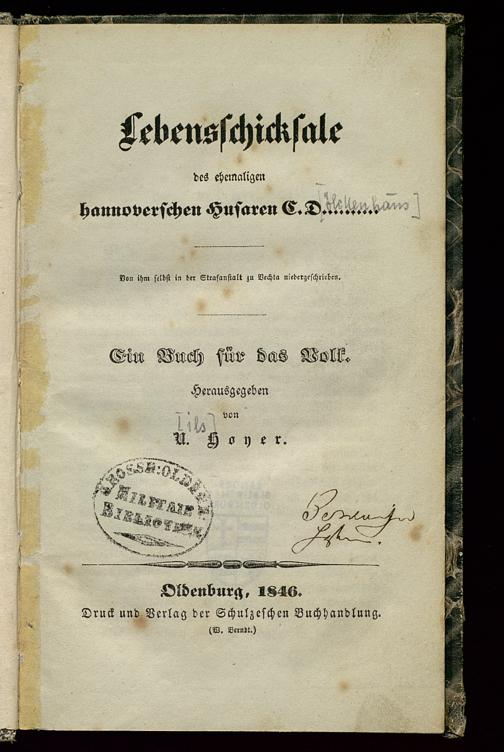 Lebensschicksale
des ehemaligen
hannoverschen Husaren C. D..........
Von ihm selbst in der Strafanstalt zu Vechta niedergeschrieben.
Ein Buch für das Volk.
Herausgegeben
von
[ils]
U. Hoyer.
GROSSH: OLDENB:
MILITAIR
BIBLIOTHEK
Oldenburg, 1846.
Druck und Verlag der Schulzeschen Buchhandlung.
(W. Berndt.)